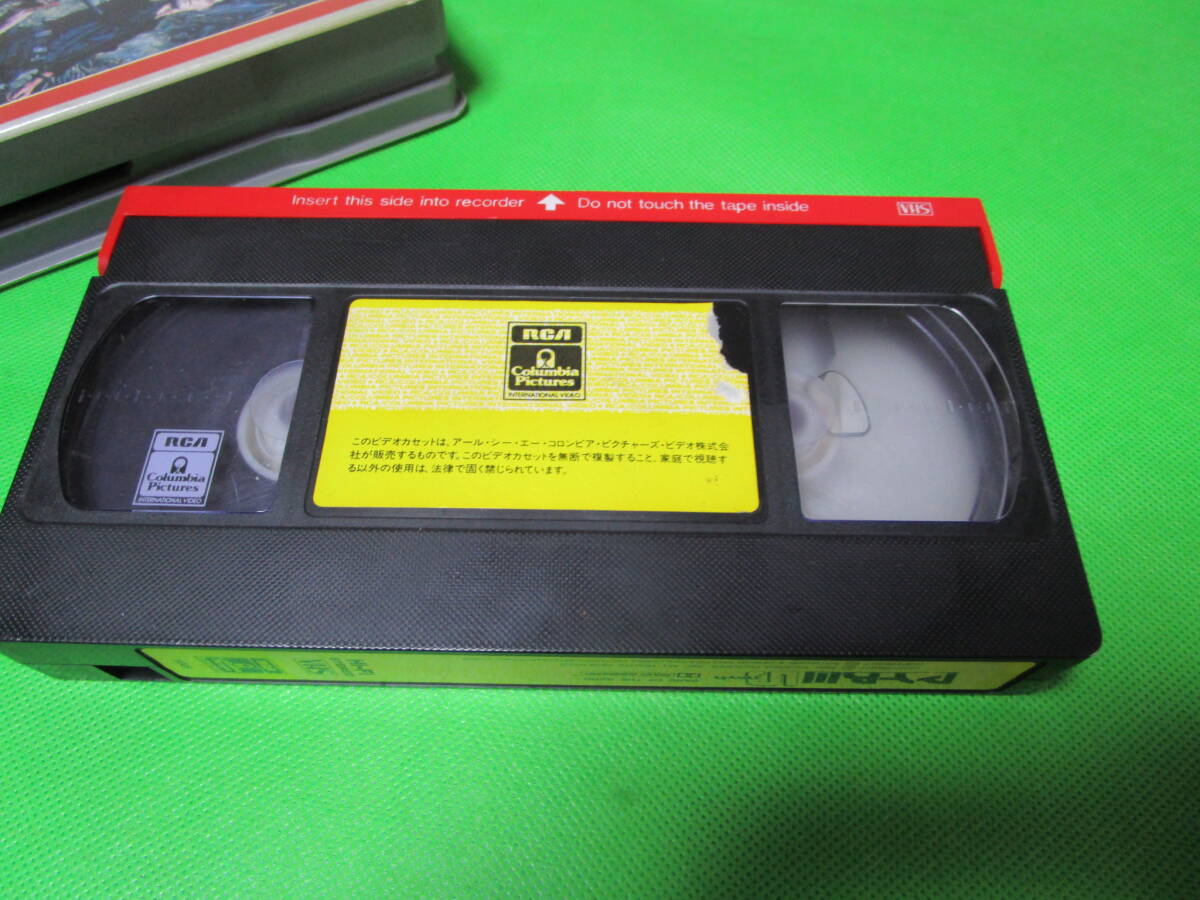 Insert this side into recorder Do not touch the tape inside VHS
RCA
Columbia
Pictures
INTERNATIONAL VIDEO
このビデオカセットは、アール・シー・エー・コロンビア・ピクチャーズ・ビデオ株式会
社が販売するものです。このビデオカセットを無断で複製すること、家庭で視聴す
る以外の使用は、法律で固く禁じられています。
RCA
Columbia
Pictures
INTERNATIONAL VIDEO
VHS
Hi-Fi